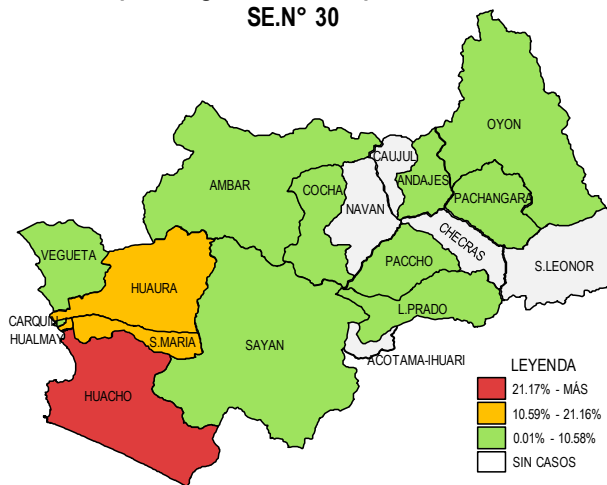 SE.N° 30
OYON
CAUJUL
AMBAR
COCHA
ANDAJES
PACHANGARA
NAVAN
CHECRAS
VEGUETA
PACCHO
S.LEONOR
HUAURA
L.PRADO
CARQUIN
HUALMAY
S.MARIA
SAYAN
ACOTAMA-IHUARI
HUACHO
LEYENDA
21.17% - MÁS
10.59% - 21.16%
0.01% - 10.58%
SIN CASOS